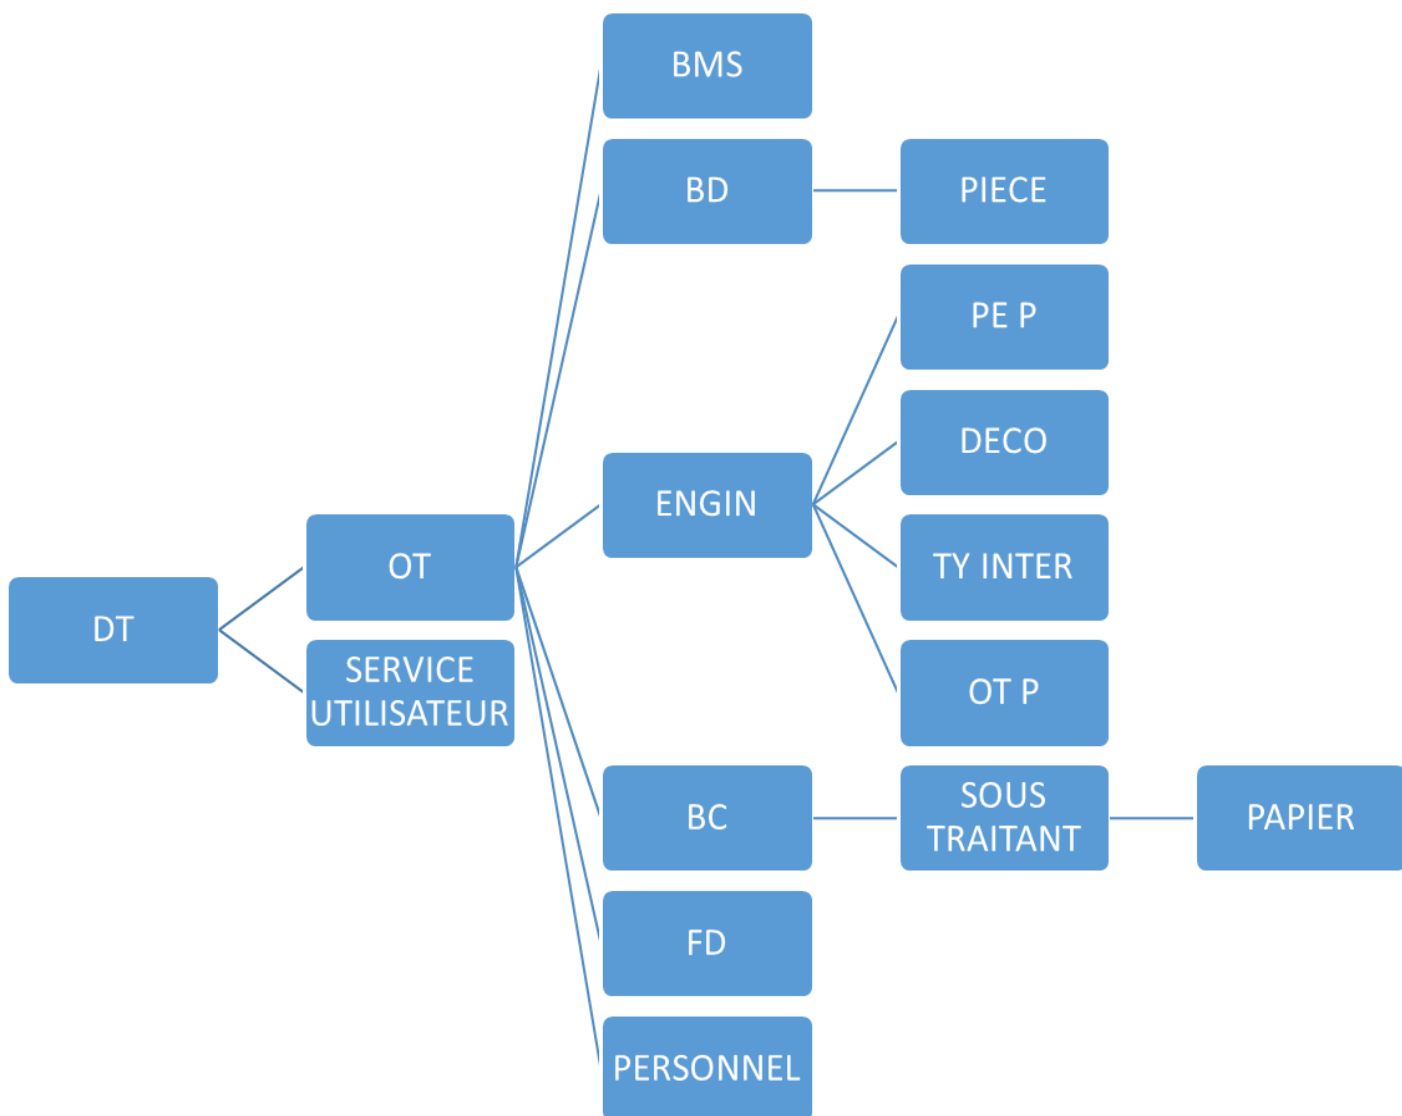 BMS
BD
PIECE
PE P
DECO
ENGIN
TY INTER
OT
DT
SERVICE
UTILISATEUR
OT P
BC
SOUS
TRAITANT
PAPIER
FD
PERSONNEL